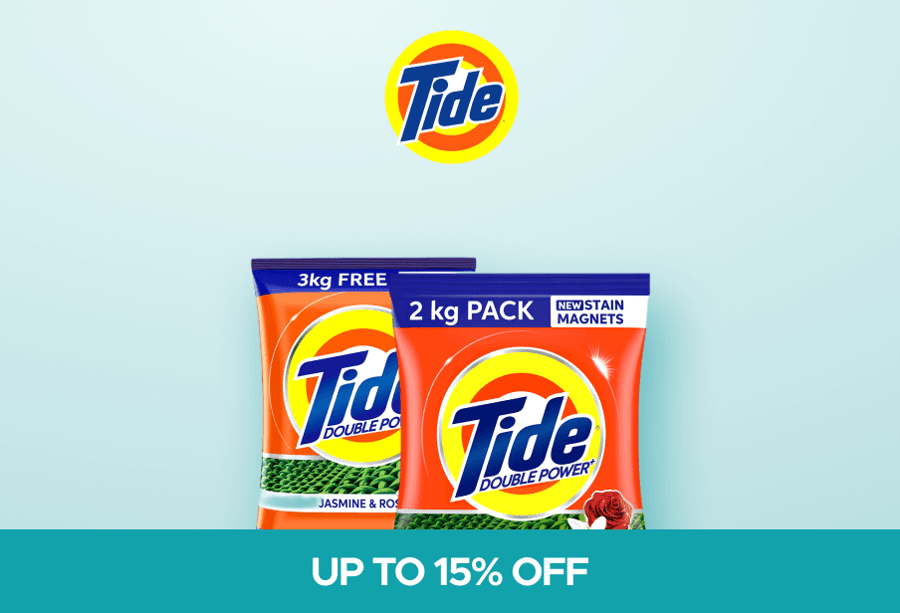 Tide
3kg FREE
Tide
DOUBLE PO
JASMINE & ROS
2 kg PACK
NEW STAIN
MAGNETS
Tide
DOUBLE POWER+
UP TO 15% OFF